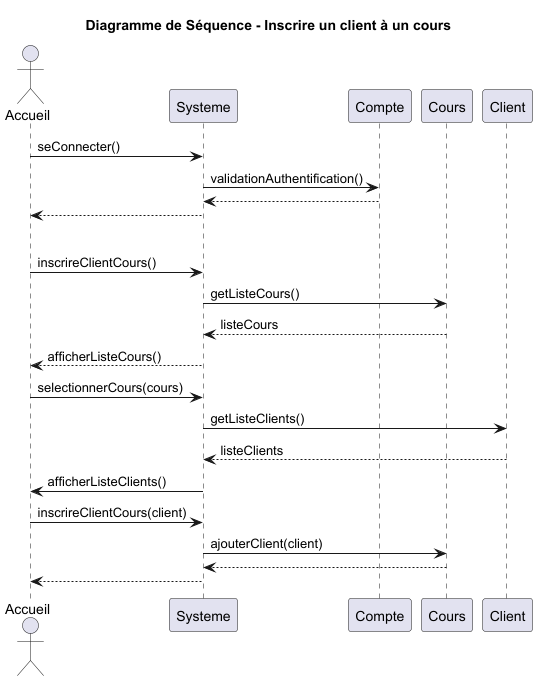 Diagramme de Séquence - Inscrire un client à un cours
Accueil
Systeme
Compte
Cours
Client
seConnecter()
validationAuthentification()
inscrireClientCours()
getListeCours()
listeCours
afficherListeCours()
selectionnerCours(cours)
getListeClients()
listeClients
afficherListeClients()
inscrireClientCours(client)
ajouterClient(client)
Accueil
Systeme
Compte
Cours
Client